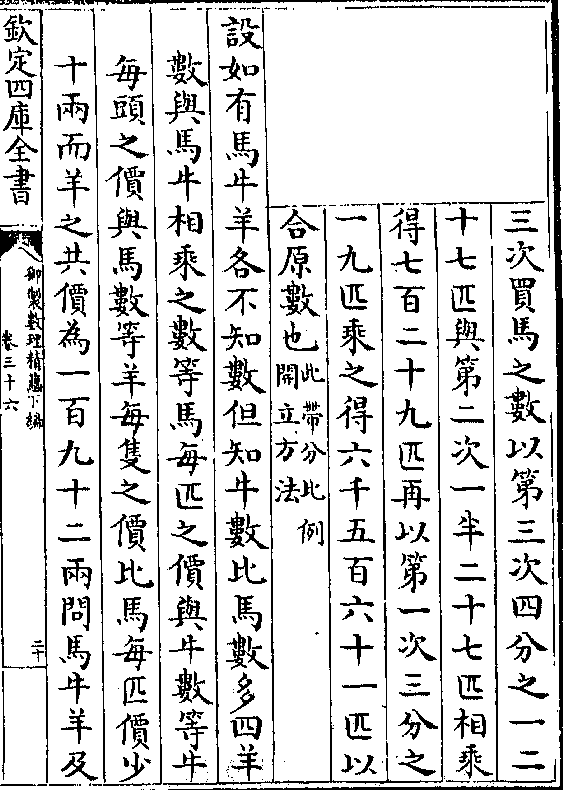 三次買馬之數以第三次四分之一二
十七匹與第二次一半二十七匹相乘
得七百二十九匹再以第一次三分之
一九匹乘之得六千五百六十一匹以
合原數也此帶分比例
開立方法
設如有馬牛羊各不知數但知牛數比馬數多四羊
數與馬牛相乘之數等馬每匹之價與牛數等牛
每頭之價與馬數等羊每隻之價比馬每匹價少
十兩而羊之共價為一百九十二兩問馬牛羊及
欽定四庫全書
御製數理精藴下編
卷三十六
二十